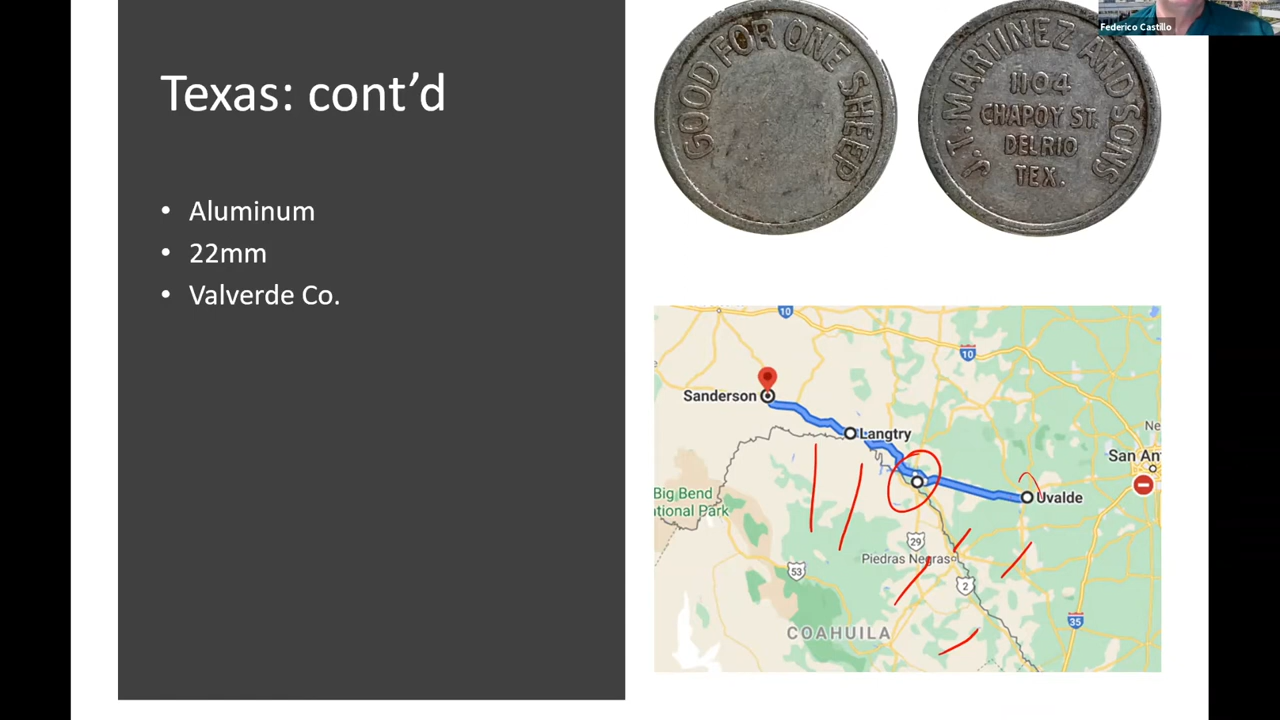 Texas: cont’d
• Aluminum
• 22mm
• Valverde Co.
GOOD FOR ONE SHEEP
J. T. MARTINEZ AND SONS
1104
CHAPOY ST.
DELRIO
TEX.
Federico Castillo
10
10
Sanderson
Langtry
Ne
San An
Big Bend
ational Park
Uvalde
29
Piedras Negras
53
2
COAHUILA
35